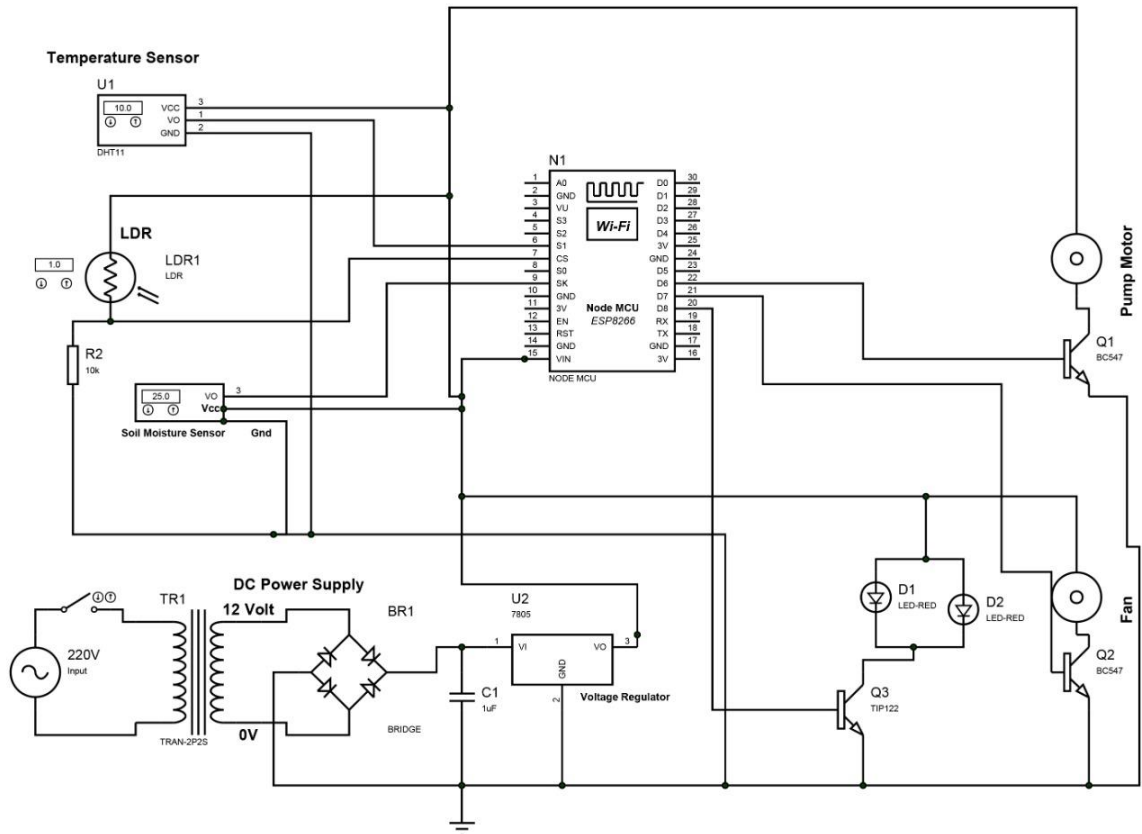 Temperature Sensor
U1
10.0
VCC 3
VO 1
GND 2
DHT11
LDR
LDR1
LDR
1.0
R2
10k
25.0
VO 3
Vcc
Soil Moisture Sensor
Gnd
N1
1 A0
2 GND
3 VU
4 S3
5 S2
6 S1
7 CS
8 S0
9 SK
10 GND
11 3V
12 EN
13 RST
14 GND
15 VIN
Wi-Fi
Node MCU
ESP8266
D0 30
D1 29
D2 28
D3 27
D4 26
3V 25
GND 24
D5 23
D6 22
D7 21
D8 20
RX 19
TX 18
GND 17
3V 16
NODE MCU
Pump Motor
Q1
BC547
DC Power Supply
TR1
12 Volt
0V
220V
Input
TRAN-2P2S
BR1
BRIDGE
C1
1uF
U2
7805
1 VI
VO 3
GND
2
Voltage Regulator
D1
LED-RED
D2
LED-RED
Q3
TIP122
Fan
Q2
BC547